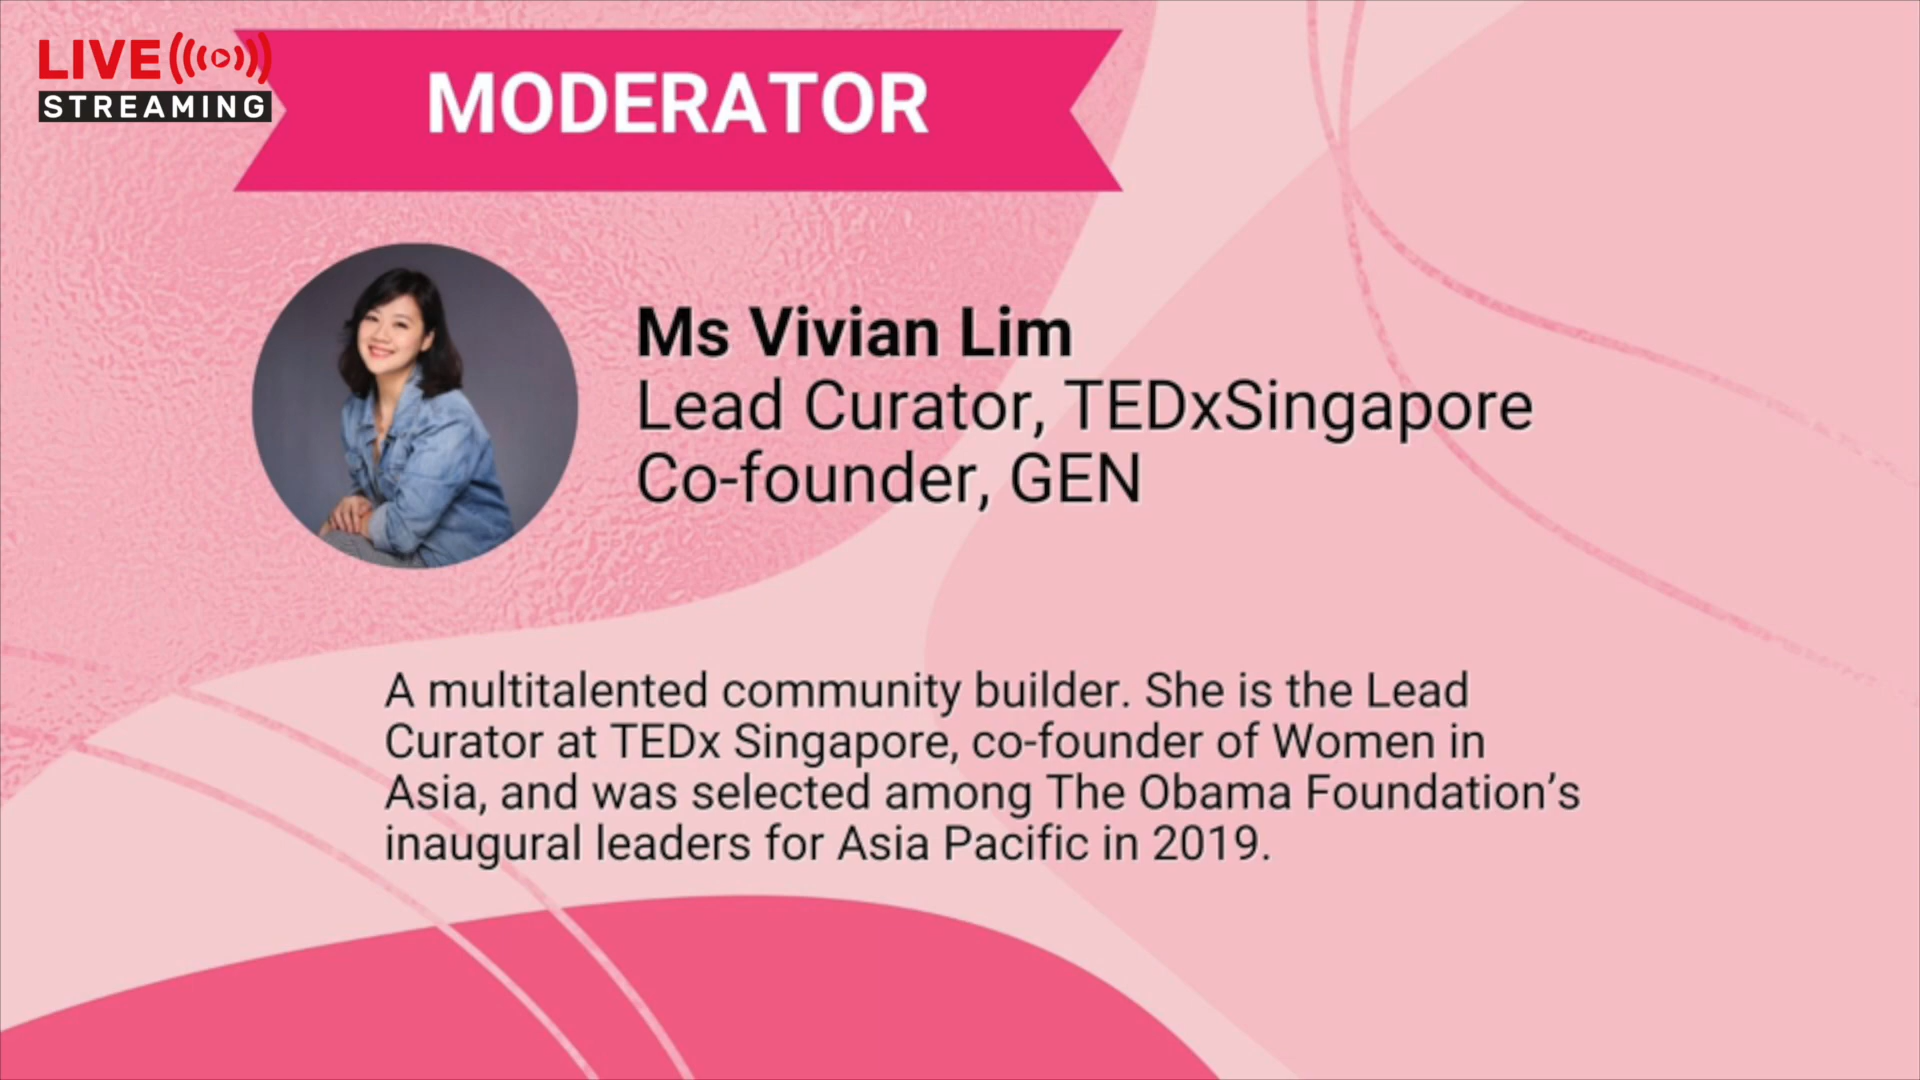 LIVE
STREAMING
MODERATOR
Ms Vivian Lim
Lead Curator, TEDxSingapore
Co-founder, GEN
A multitalented community builder. She is the Lead
Curator at TEDx Singapore, co-founder of Women in
Asia, and was selected among The Obama Foundation’s
inaugural leaders for Asia Pacific in 2019.